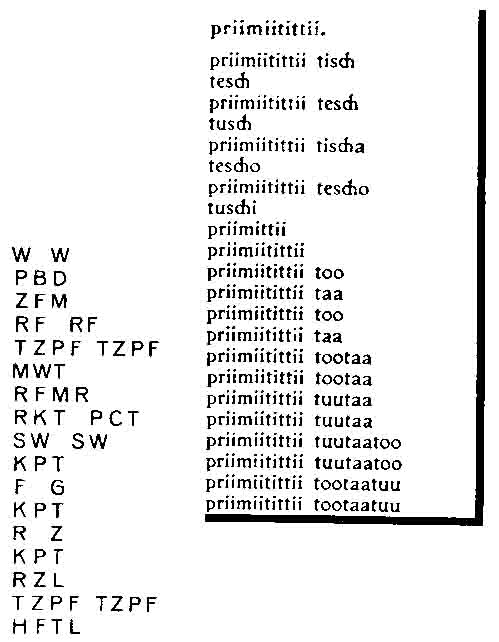 W W
PBD
ZFM
RF RF
TZPF TZPF
MWT
RFMR
RKT PCT
SW SW
KPT
F G
KPT
R Z
KPT
RZL
TZPF TZPF
HFTL
priimiitittii.
priimiitittii tisch
tesch
priimiitittii tesch
tusch
priimiitittii tischa
tescho
priimiitittii tescho
tuschi
priimittii
priimiitittii
priimiitittii too
priimiitittii taa
priimiitittii too
priimiitittii taa
priimiitittii tootaa
priimiitittii tootaa
priimiitittii tuutaa
priimiitittii tuutaa
priimiitittii tuutaatoo
priimiitittii tuutaatoo
priimiitittii tootaatuu
priimiitittii tootaatuu